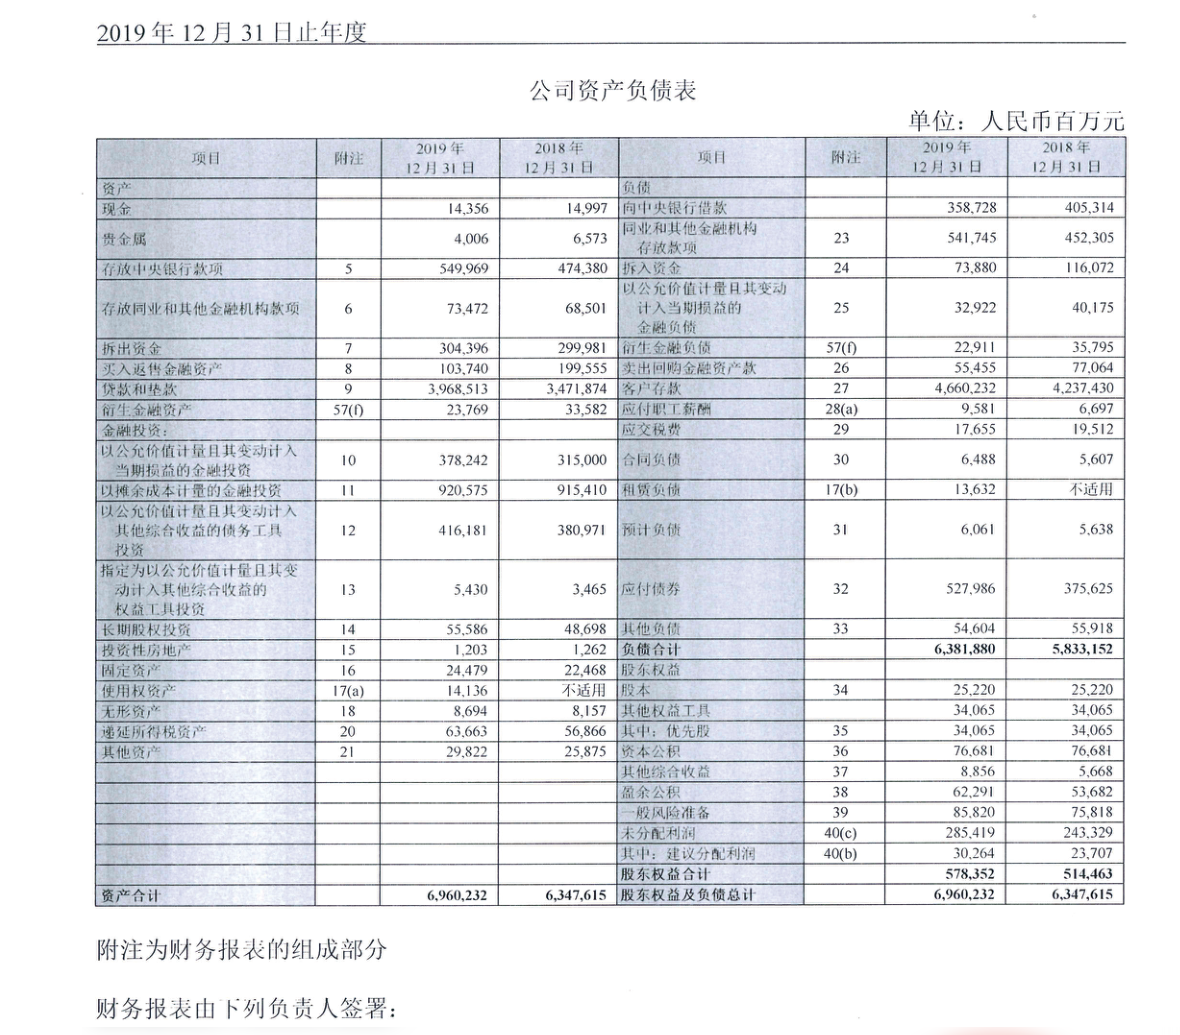 2019 年 12 月 31 日止年度
公司资产负债表
单位：人民币百万元
项目 附注 2019 年 12 月 31 日 2018 年 12 月 31 日 项目 附注 2019 年 12 月 31 日 2018 年 12 月 31 日
资产 负债
现金 14,356 14,997 向中央银行借款 358,728 405,314
贵金属 4,006 6,573 同业和其他金融机构存放款项 23 541,745 452,305
存放中央银行款项 5 549,969 474,380 拆入资金 24 73,880 116,072
存放同业和其他金融机构款项 6 73,472 68,501 以公允价值计量且其变动计入当期损益的金融负债 25 32,922 40,175
拆出资金 7 304,396 299,981 衍生金融负债 57(f) 22,911 35,795
买入返售金融资产 8 103,740 199,555 卖出回购金融资产款 26 55,455 77,064
贷款和垫款 9 3,968,513 3,471,874 客户存款 27 4,660,232 4,237,430
衍生金融资产 57(f) 23,769 33,582 应付职工薪酬 28(a) 9,581 6,697
金融投资： 应交税费 29 17,655 19,512
以公允价值计量且其变动计入当期损益的金融投资 10 378,242 315,000 合同负债 30 6,488 5,607
以摊余成本计量的金融投资 11 920,575 915,410 租赁负债 17(b) 13,632 不适用
以公允价值计量且其变动计入其他综合收益的债务工具投资 12 416,181 380,971 预计负债 31 6,061 5,638
指定为以公允价值计量且其变动计入其他综合收益的权益工具投资 13 5,430 3,465 应付债券 32 527,986 375,625
长期股权投资 14 55,586 48,698 其他负债 33 54,604 55,918
投资性房地产 15 1,203 1,262 负债合计 6,381,880 5,833,152
固定资产 16 24,479 22,468 股东权益
使用权资产 17(a) 14,136 不适用 股本 34 25,220 25,220
无形资产 18 8,694 8,157 其他权益工具 34,065 34,065
递延所得税资产 20 63,663 56,866 其中：优先股 35 34,065 34,065
其他资产 21 29,822 25,875 资本公积 36 76,681 76,681
其他综合收益 37 8,856 5,668
盈余公积 38 62,291 53,682
一般风险准备 39 85,820 75,818
未分配利润 40(c) 285,419 243,329
其中：建议分配利润 40(b) 30,264 23,707
股东权益合计 578,352 514,463
资产合计 6,960,232 6,347,615 股东权益及负债总计 6,960,232 6,347,615
附注为财务报表的组成部分
财务报表由下列负责人签署：